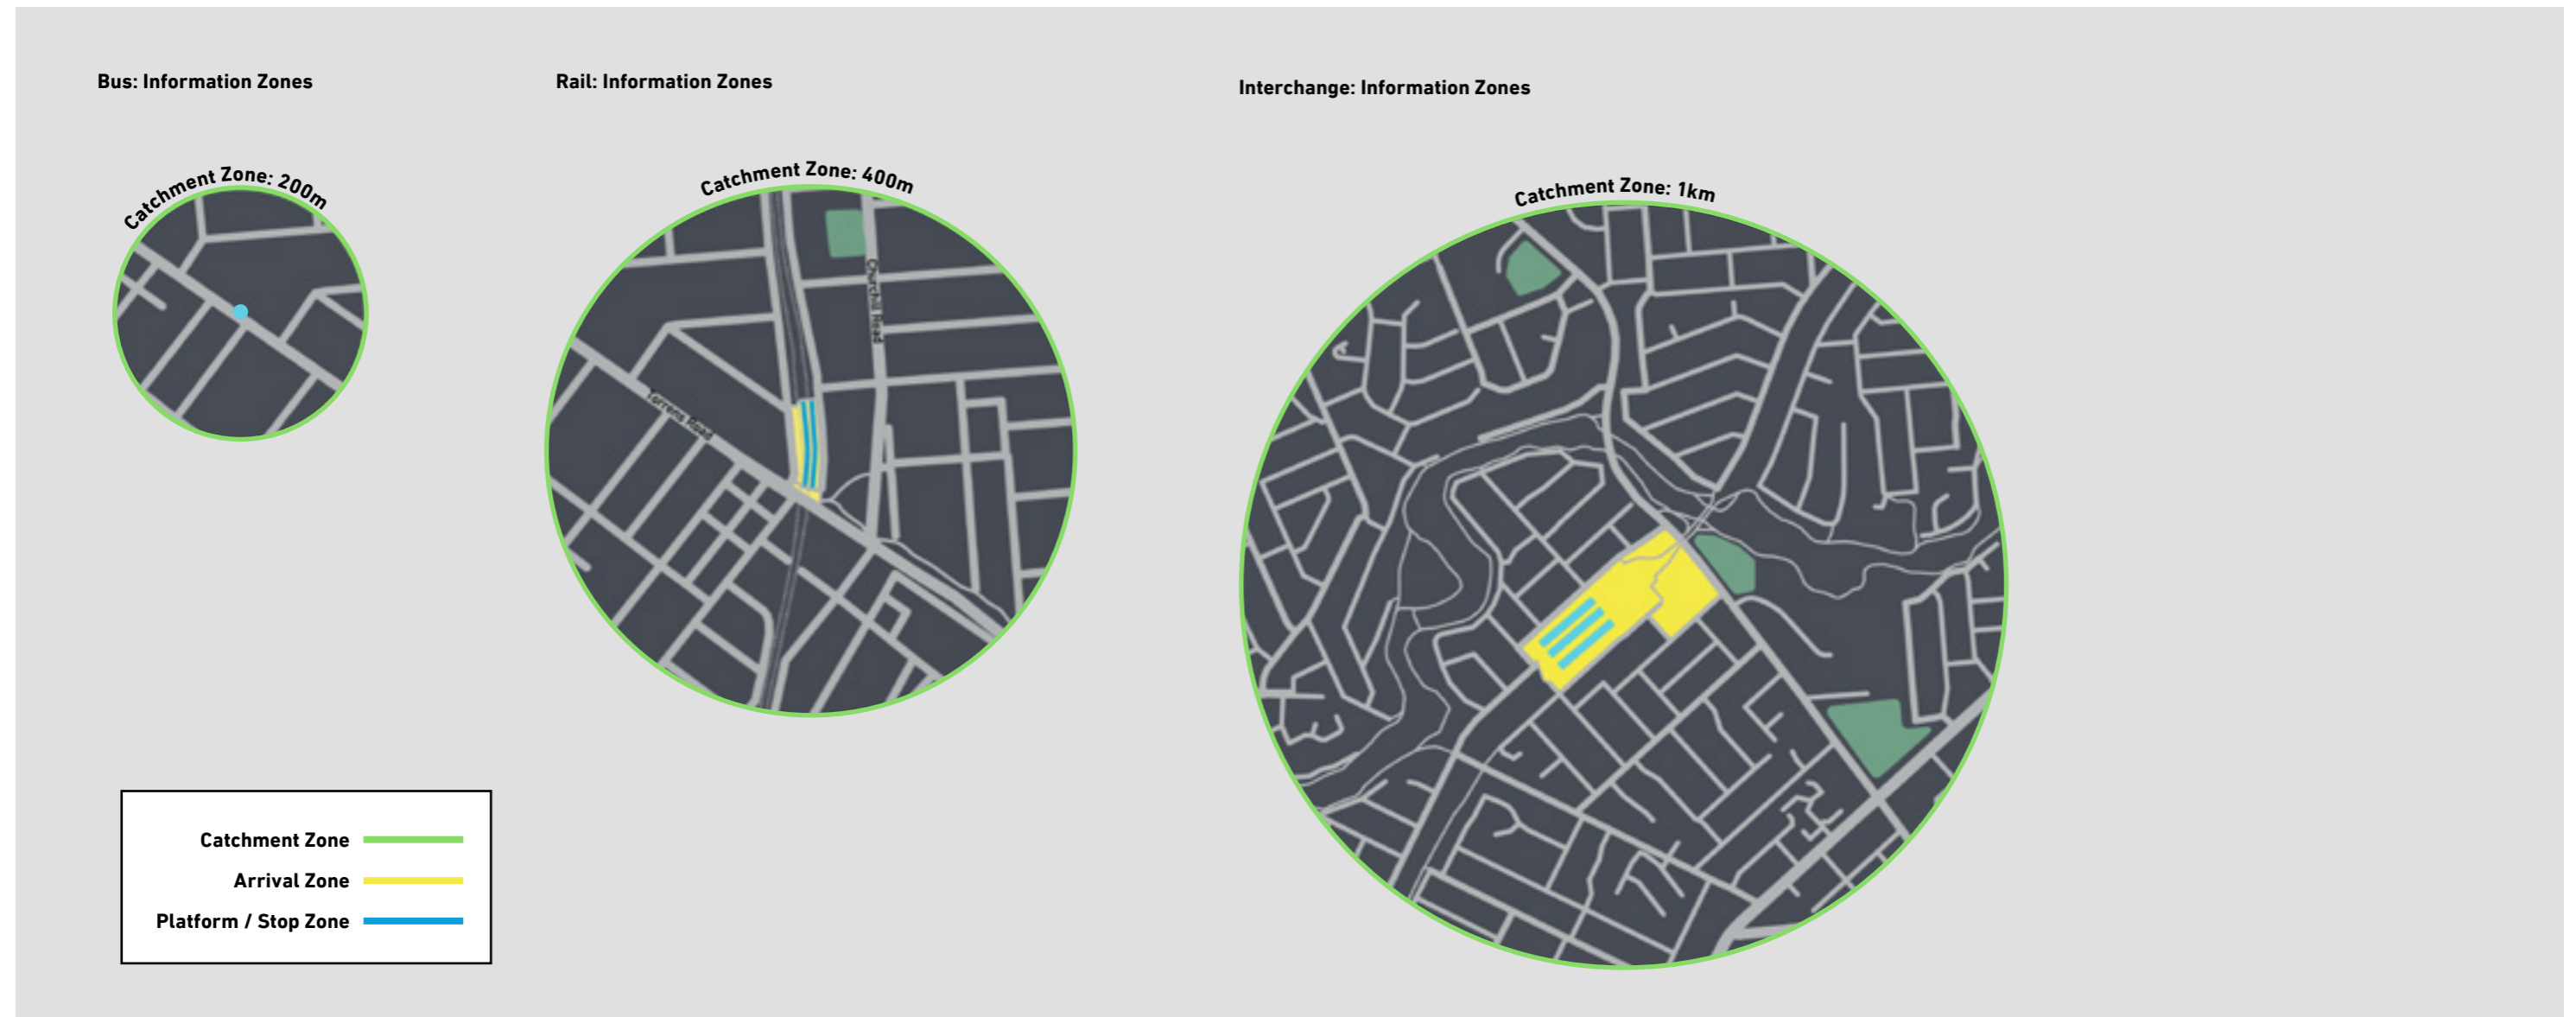 Bus: Information Zones
Rail: Information Zones
Interchange: Information Zones
Catchment Zone: 200m
Catchment Zone: 400m
Catchment Zone: 1km
Churchill Road
Torrens Road
Catchment Zone
Arrival Zone
Platform / Stop Zone